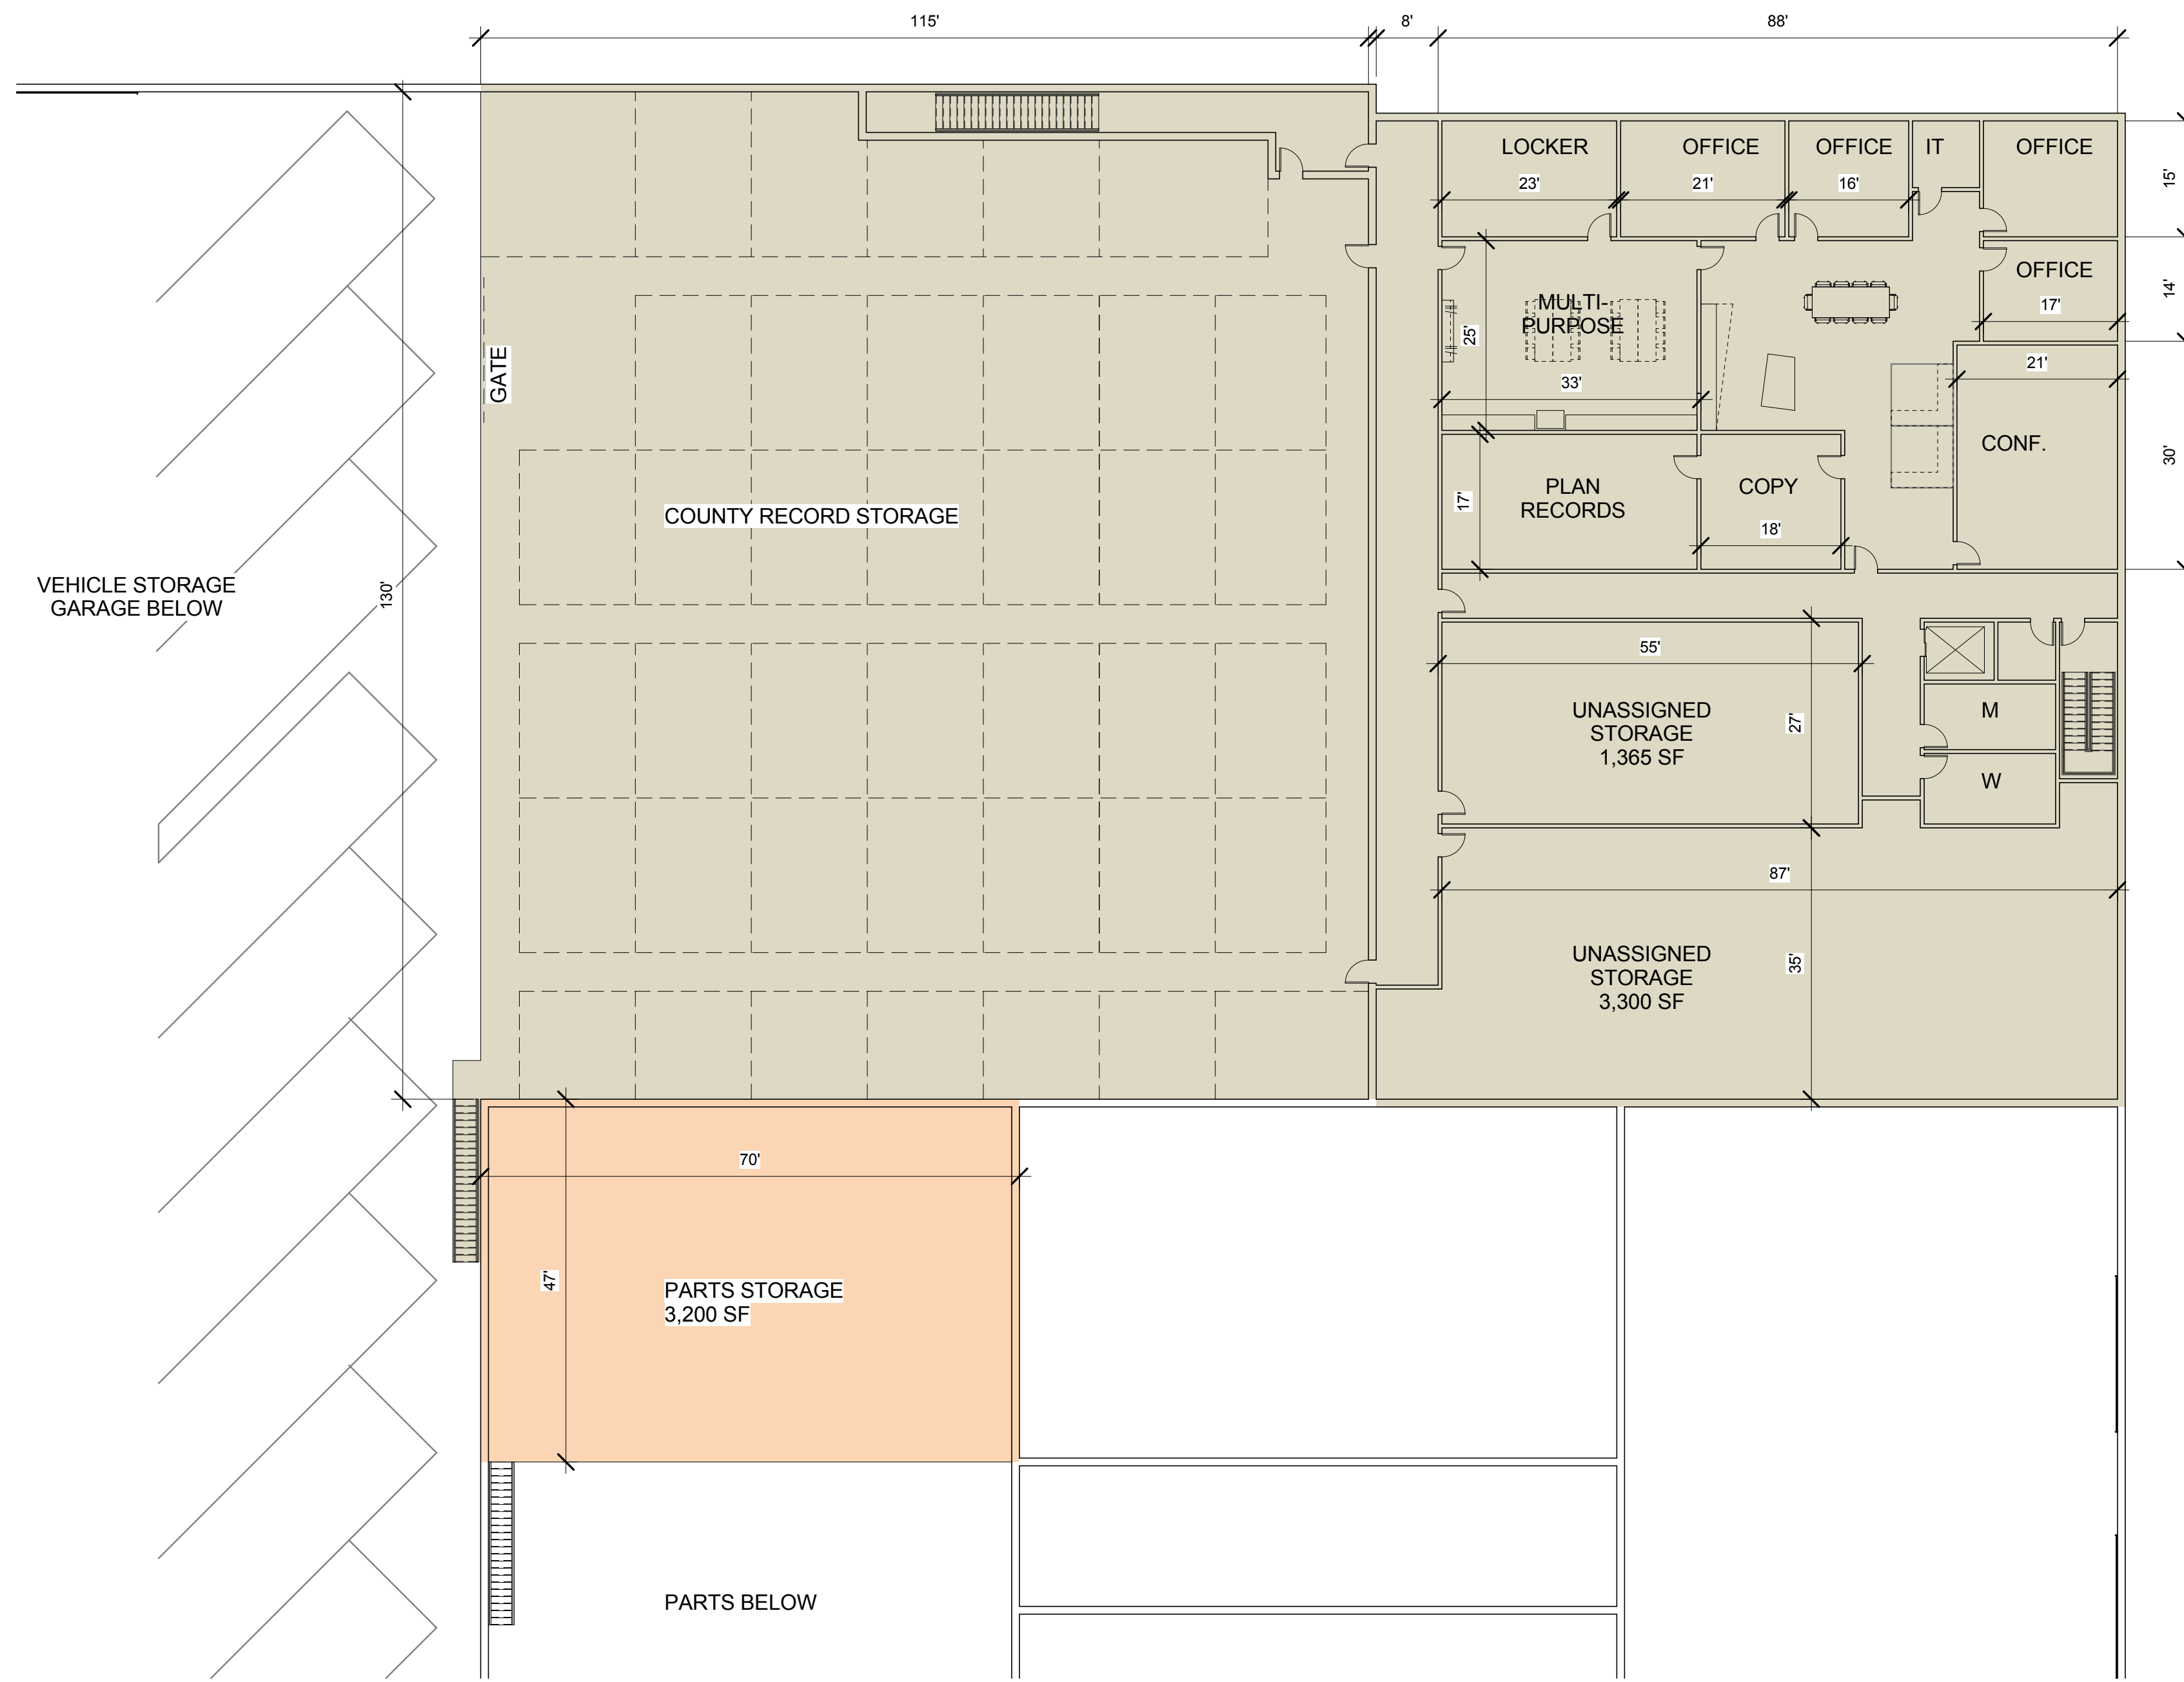 115'
8'
88'
LOCKER
OFFICE
OFFICE
IT
OFFICE
23'
21'
16'
15'
OFFICE
17'
14'
MULTI-
PURPOSE
25'
33'
21'
GATE
CONF.
30'
COUNTY RECORD STORAGE
PLAN
RECORDS
17'
COPY
18'
VEHICLE STORAGE
GARAGE BELOW
130'
55'
UNASSIGNED
STORAGE
1,365 SF
27'
M
W
87'
UNASSIGNED
STORAGE
3,300 SF
35'
70'
47'
PARTS STORAGE
3,200 SF
PARTS BELOW